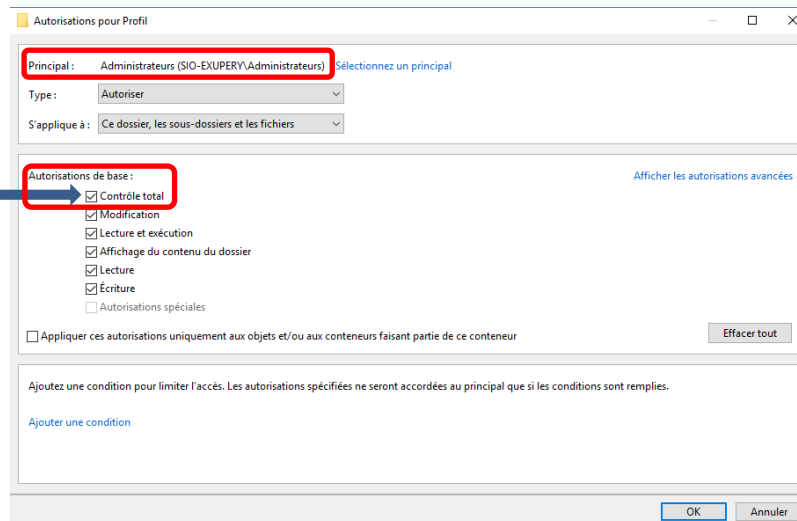 Autorisations pour Profil
Principal : Administrateurs (SIO-EXUPERY\Administrateurs) Sélectionnez un principal
Type : Autoriser
S'applique à : Ce dossier, les sous-dossiers et les fichiers
Autorisations de base : Afficher les autorisations avancées
Contrôle total
Modification
Lecture et exécution
Affichage du contenu du dossier
Lecture
Écriture
Autorisations spéciales
Appliquer ces autorisations uniquement aux objets et/ou aux conteneurs faisant partie de ce conteneur Effacer tout
Ajoutez une condition pour limiter l'accès. Les autorisations spécifiées ne seront accordées au principal que si les conditions sont remplies.
Ajouter une condition
OK Annuler